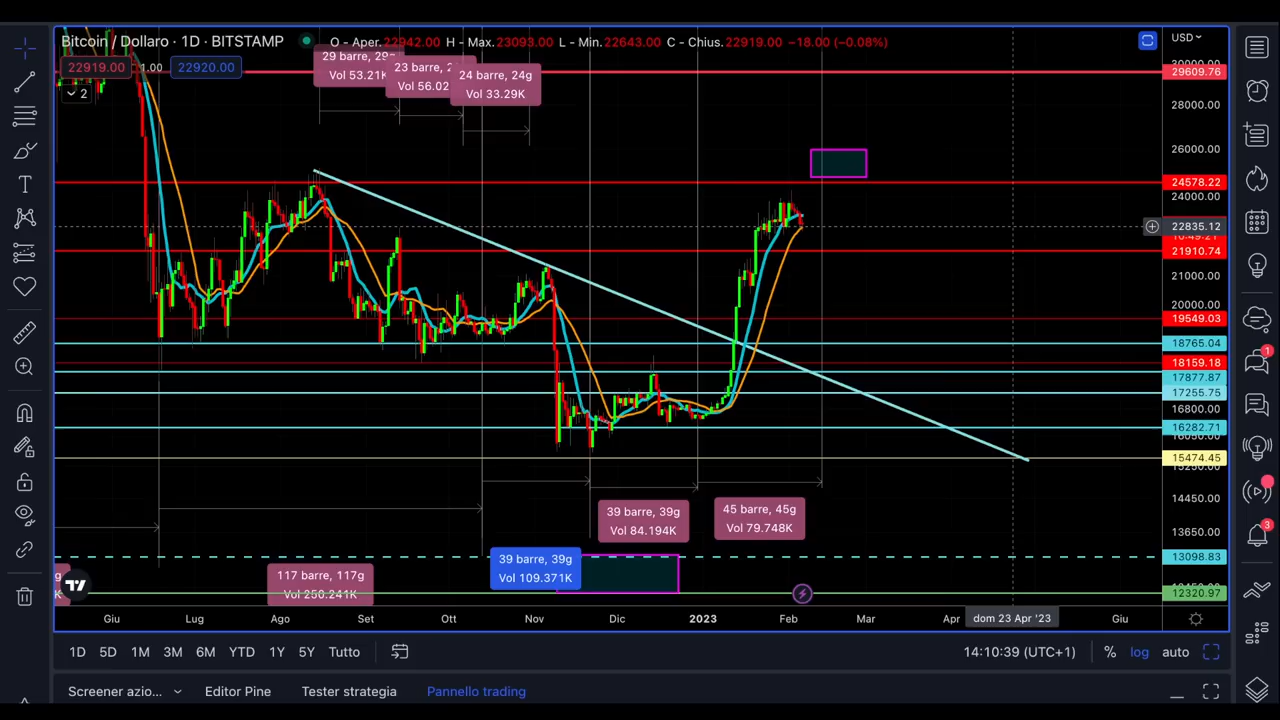 Bitcoin / Dollaro · 1D · BITSTAMP O - Aper.22942.00 H - Max.23093.00 L - Min.22643.00 C - Chius.22919.00 −18.00 (−0.08%)
22919.00 1.00 22920.00
2
29 barre, 29g
Vol 53.21K
23 barre, 2
Vol 56.02
24 barre, 24g
Vol 33.29K
USD
29609.76
28000.00
26000.00
24578.22
24000.00
22835.12
21910.74
21000.00
20000.00
19549.03
18765.04
18159.18
17877.87
17255.75
16800.00
16282.71
15474.45
14450.00
13650.00
13098.83
12320.97
39 barre, 39g
Vol 84.194K
45 barre, 45g
Vol 79.748K
39 barre, 39g
Vol 109.371K
117 barre, 117g
Vol 250.241K
Giu Lug Ago Set Ott Nov Dic 2023 Feb Mar Apr dom 23 Apr '23 Giu
1D 5D 1M 3M 6M YTD 1Y 5Y Tutto 14:10:39 (UTC+1) % log auto
Screener azio... Editor Pine Tester strategia Pannello trading
1
3